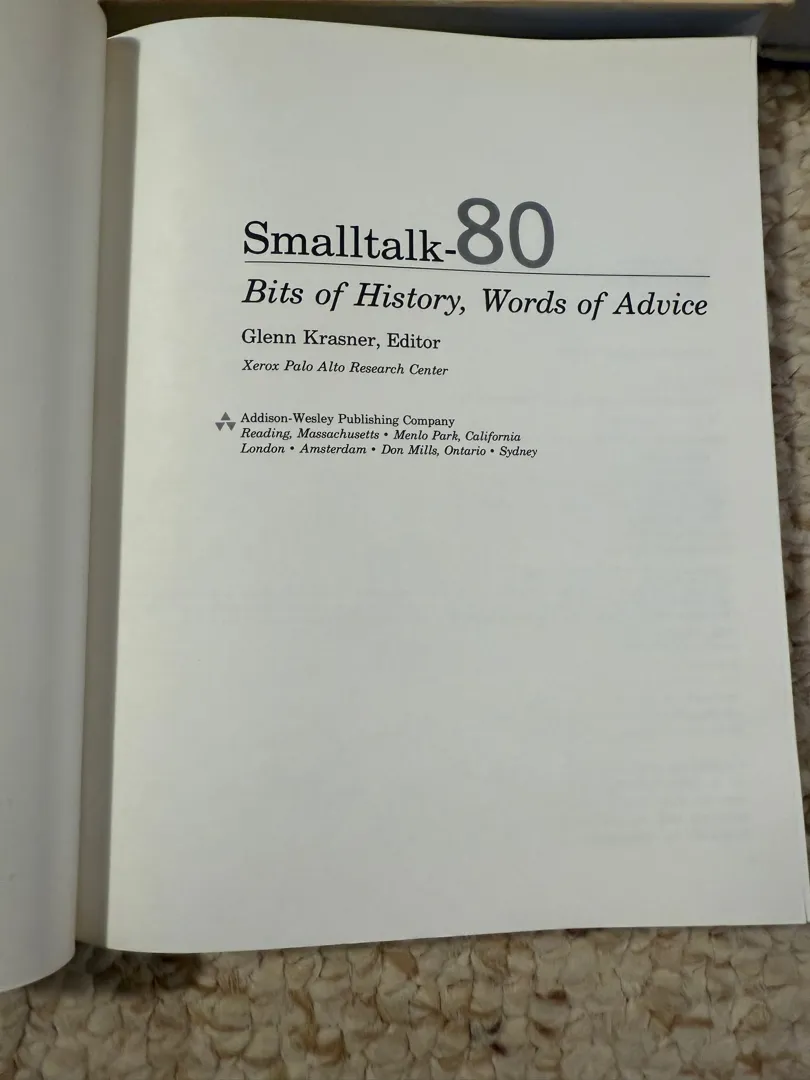 Smalltalk-80
Bits of History, Words of Advice
Glenn Krasner, Editor
Xerox Palo Alto Research Center
Addison-Wesley Publishing Company
Reading, Massachusetts • Menlo Park, California
London • Amsterdam • Don Mills, Ontario • Sydney